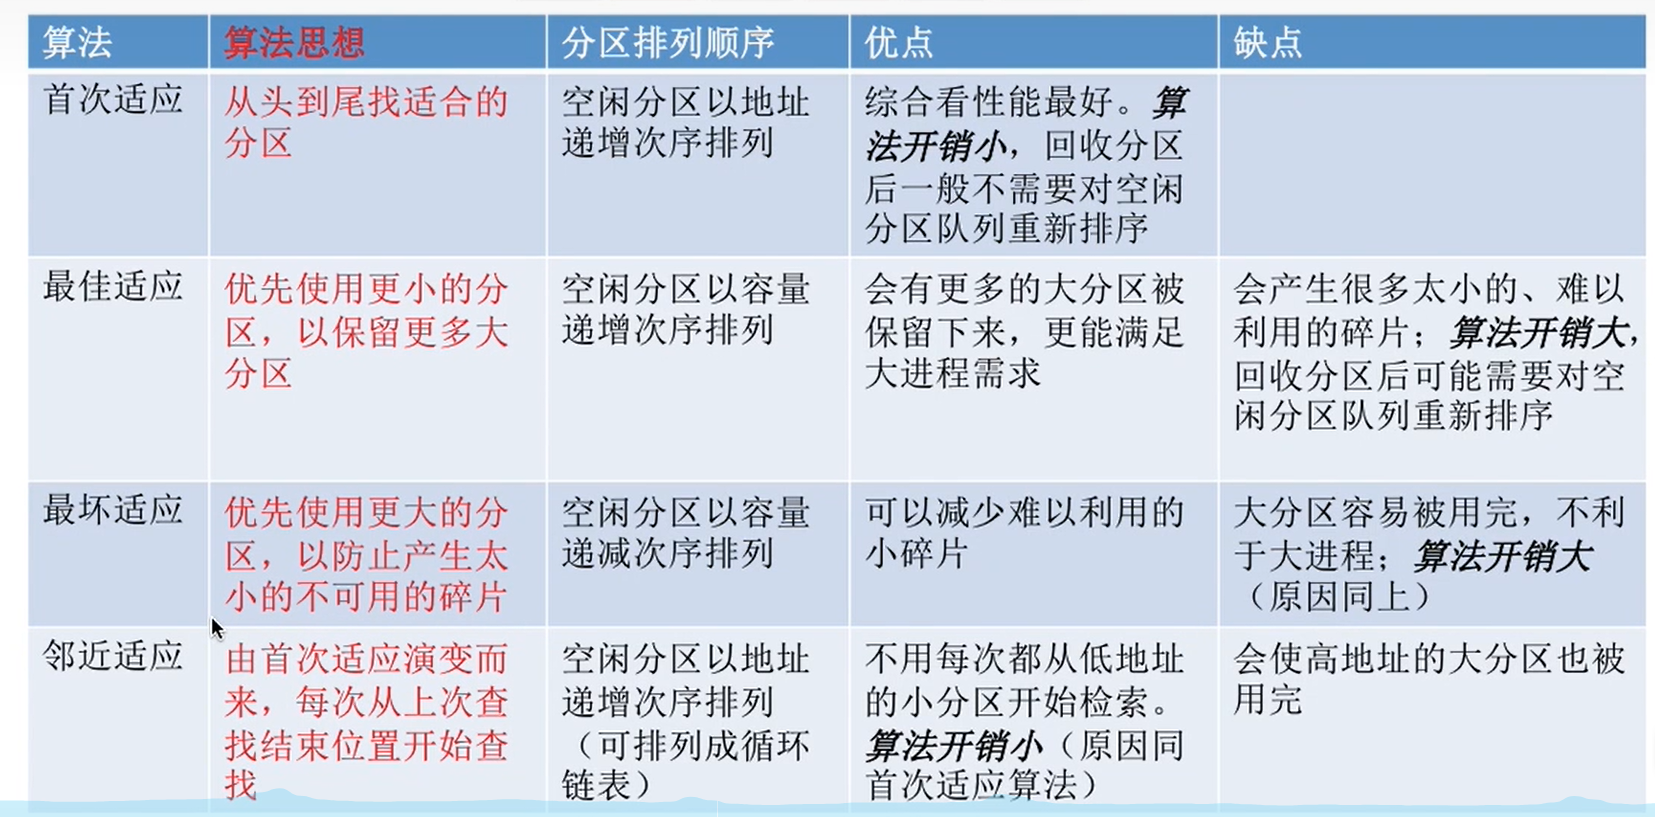 算法
算法思想
分区排列顺序
优点
缺点
首次适应
从头到尾找适合的
分区
空闲分区以地址
递增次序排列
综合看性能最好。算
法开销小，回收分区
后一般不需要对空闲
分区队列重新排序
最佳适应
优先使用更小的分
区，以保留更多大
分区
空闲分区以容量
递增次序排列
会有更多的大分区被
保留下来，更能满足
大进程需求
会产生很多太小的、难以
利用的碎片；算法开销大，
回收分区后可能需要对空
闲分区队列重新排序
最坏适应
优先使用更大的分
区，以防止产生太
小的不可用的碎片
空闲分区以容量
递减次序排列
可以减少难以利用的
小碎片
大分区容易被用完，不利
于大进程；算法开销大
（原因同上）
邻近适应
由首次适应演变而
来，每次从上次查
找结束位置开始查
找
空闲分区以地址
递增次序排列
（可排列成循环
链表）
不用每次都从低地址
的小分区开始检索。
算法开销小（原因同
首次适应算法）
会使高地址的大分区也被
用完